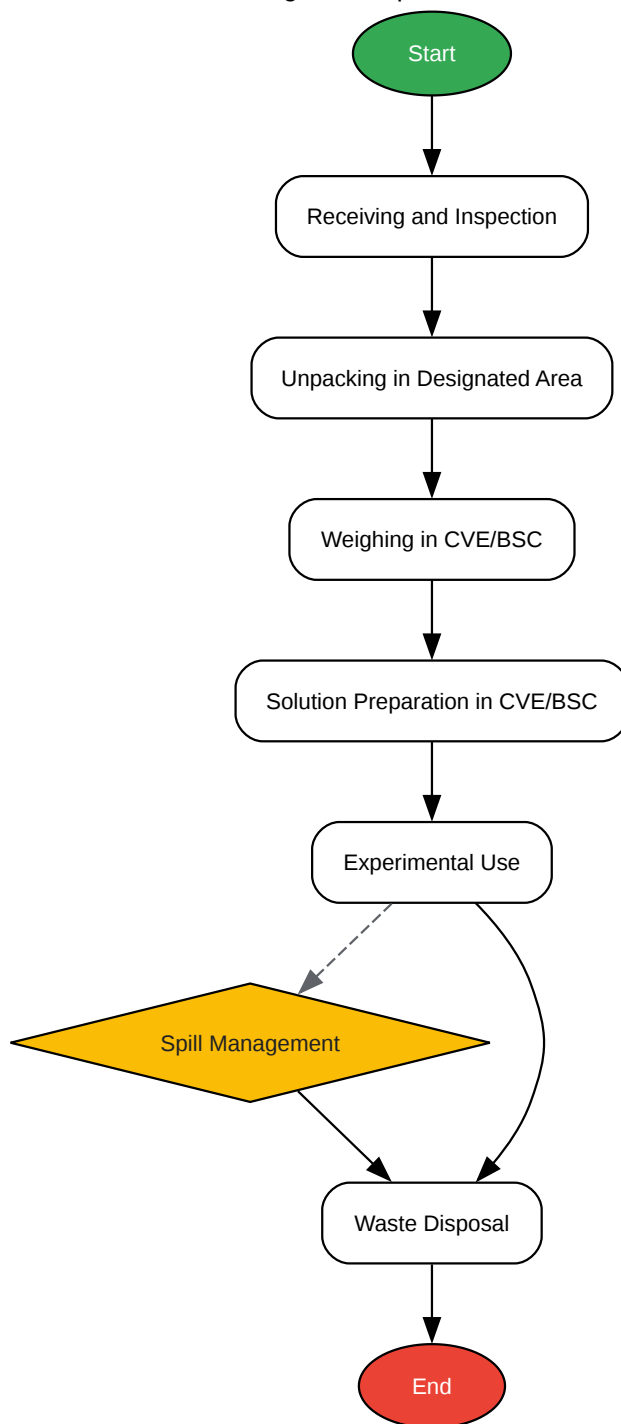 Start
Receiving and Inspection
Unpacking in Designated Area
Weighing in CVE/BSC
Solution Preparation in CVE/BSC
Experimental Use
Spill Management
Waste Disposal
End